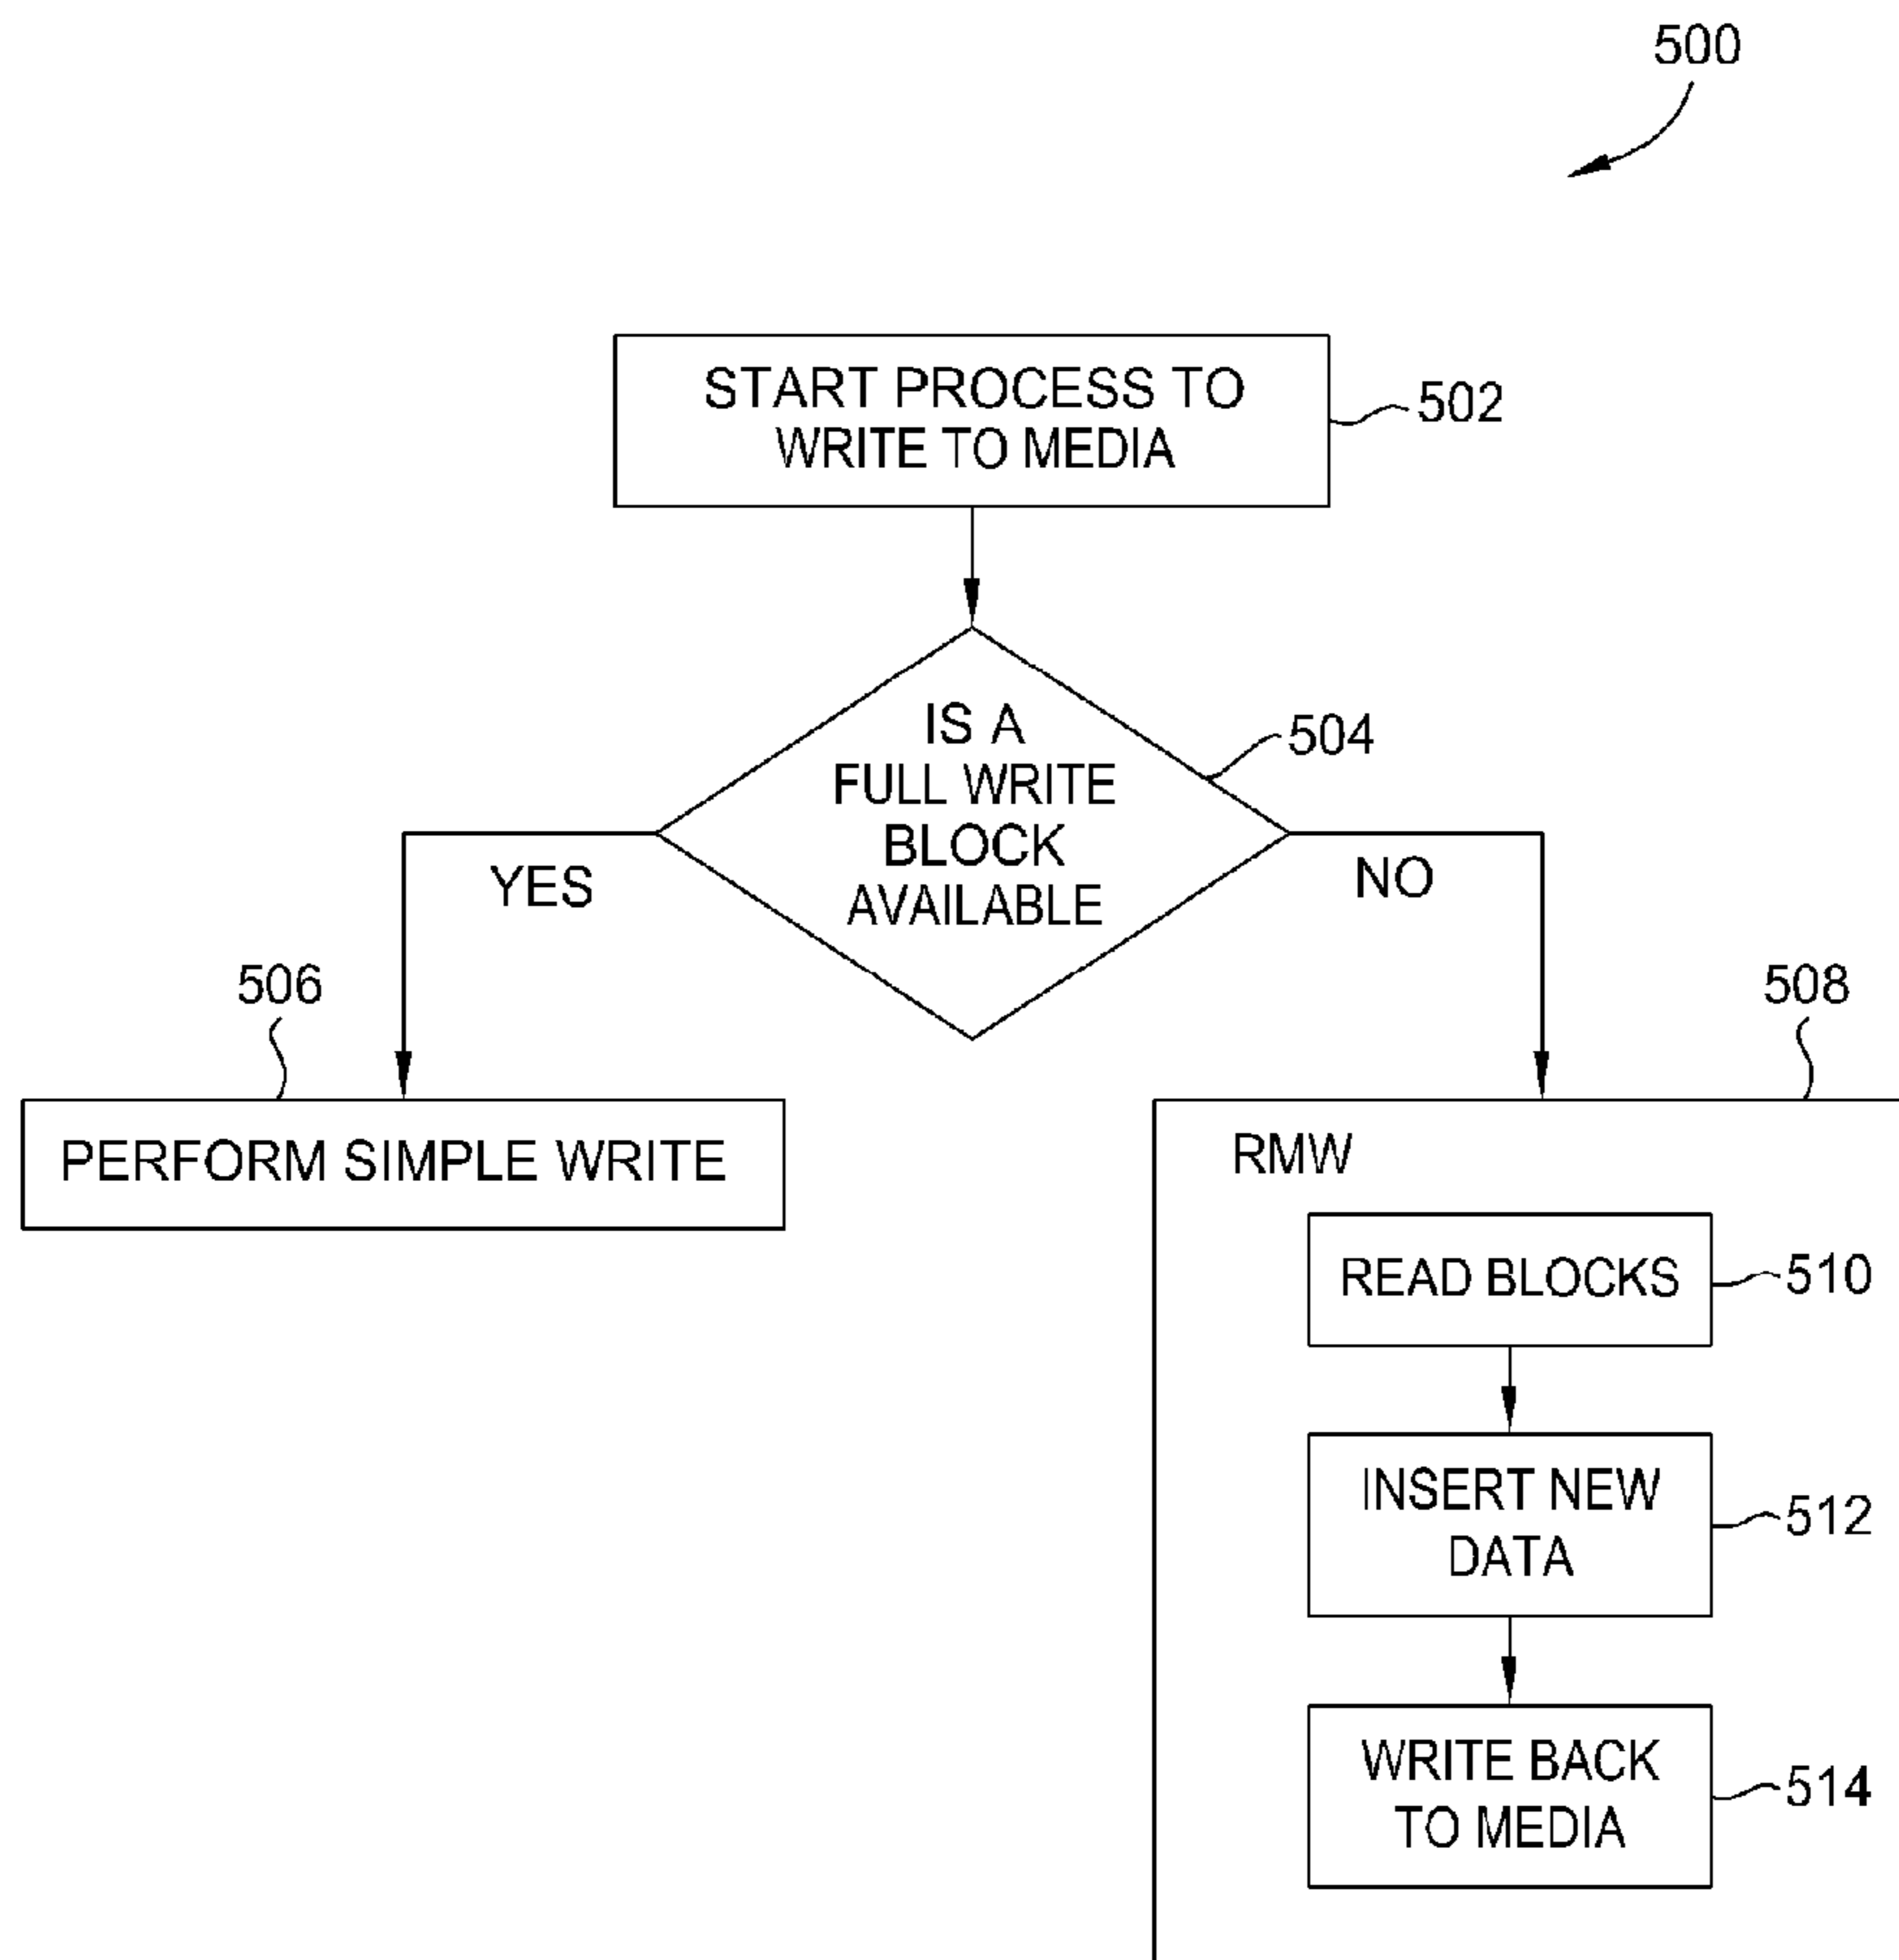 500
START PROCESS TO
WRITE TO MEDIA
502
IS A
FULL WRITE
BLOCK
AVAILABLE
504
YES
NO
506
508
PERFORM SIMPLE WRITE
RMW
READ BLOCKS
510
INSERT NEW
DATA
512
WRITE BACK
TO MEDIA
514